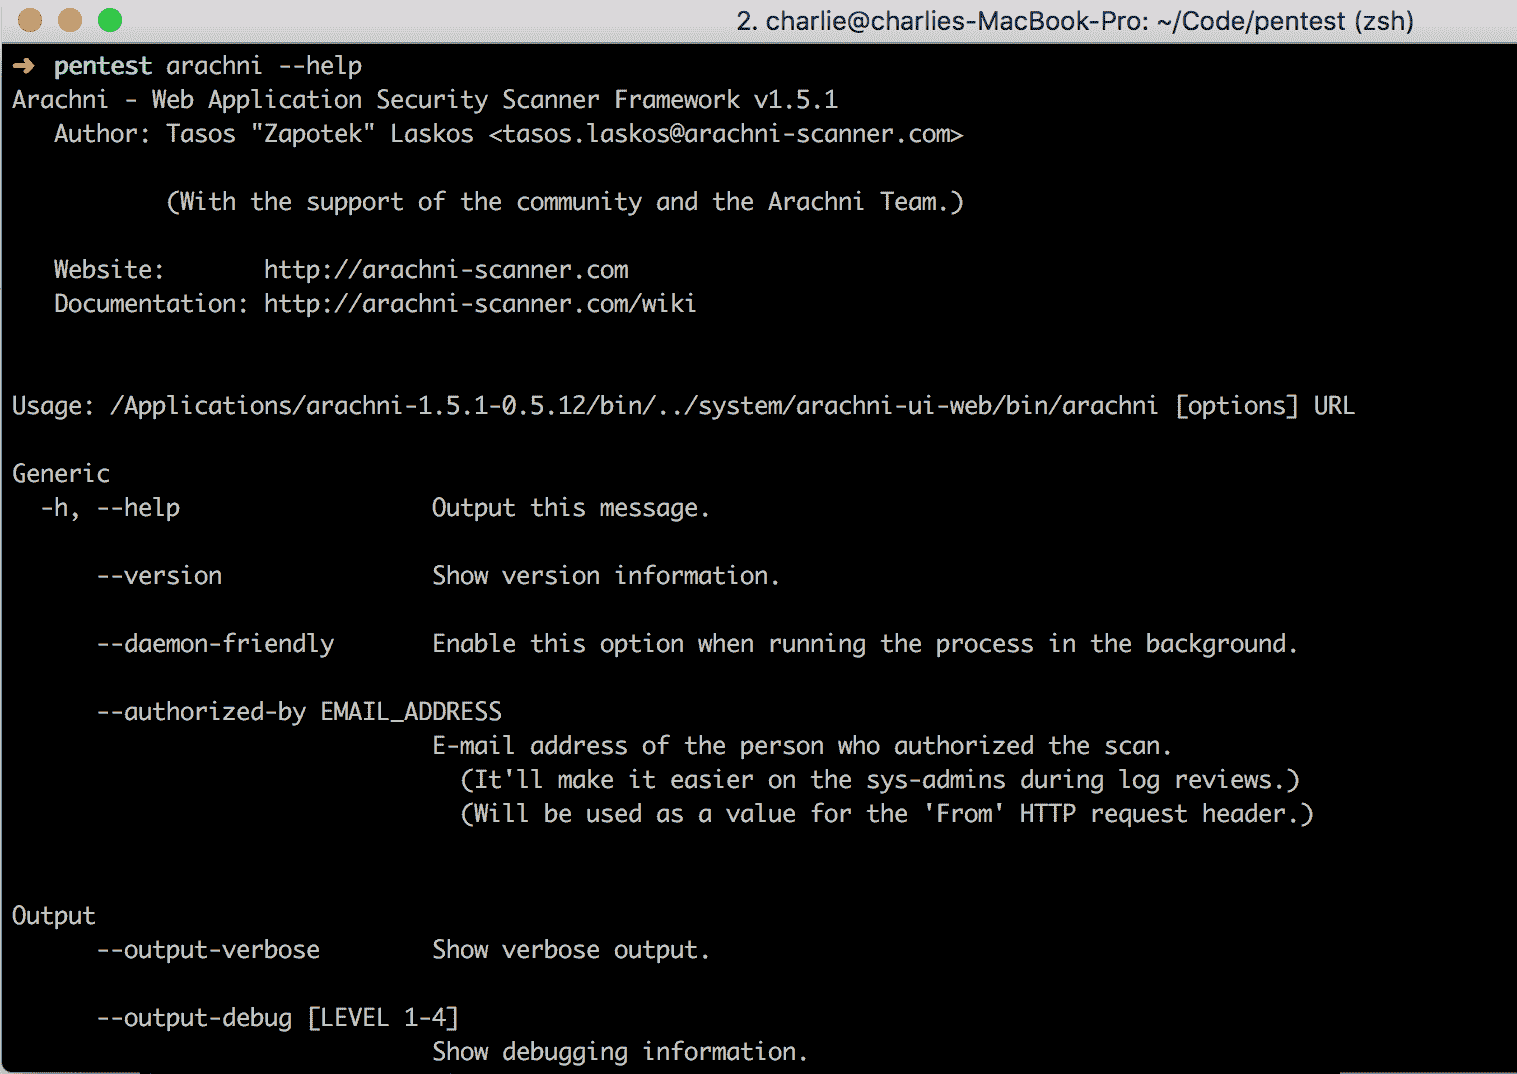 2. charlie@charlies-MacBook-Pro: ~/Code/pentest (zsh)
➜ pentest arachni --help
Arachni - Web Application Security Scanner Framework v1.5.1
Author: Tasos "Zapotek" Laskos <tasos.laskos@arachni-scanner.com>
(With the support of the community and the Arachni Team.)
Website: http://arachni-scanner.com
Documentation: http://arachni-scanner.com/wiki
Usage: /Applications/arachni-1.5.1-0.5.12/bin/../system/arachni-ui-web/bin/arachni [options] URL
Generic
-h, --help Output this message.
--version Show version information.
--daemon-friendly Enable this option when running the process in the background.
--authorized-by EMAIL_ADDRESS
E-mail address of the person who authorized the scan.
(It'll make it easier on the sys-admins during log reviews.)
(Will be used as a value for the 'From' HTTP request header.)
Output
--output-verbose Show verbose output.
--output-debug [LEVEL 1-4]
Show debugging information.